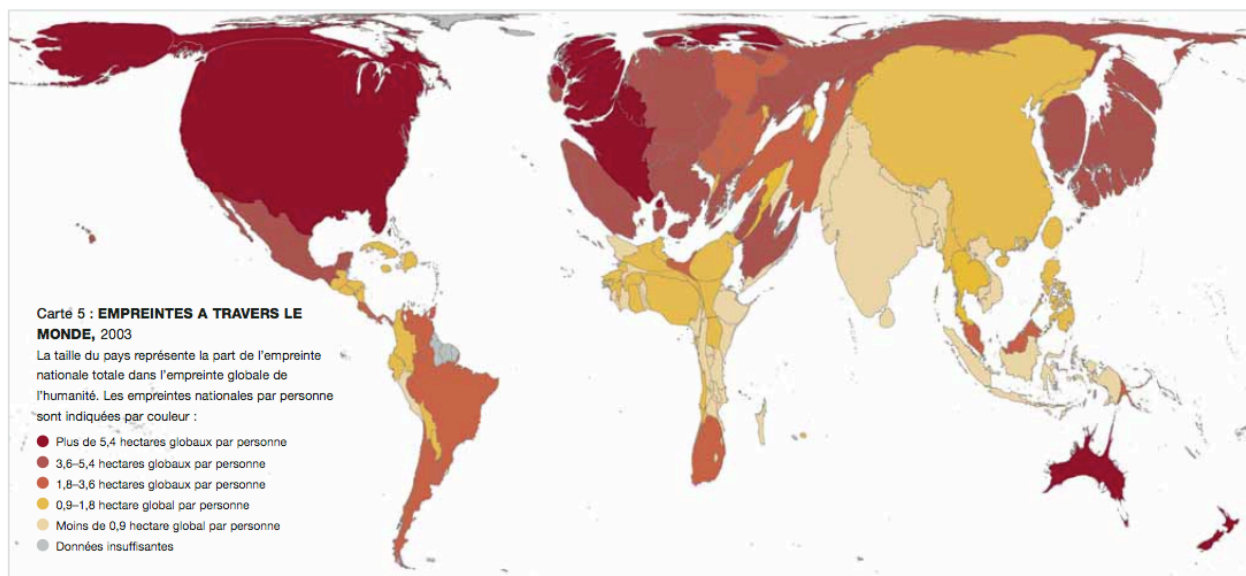 Carte 5 : EMPREINTES A TRAVERS LE
MONDE, 2003
La taille du pays représente la part de l'empreinte
nationale totale dans l'empreinte globale de
l'humanité. Les empreintes nationales par personne
sont indiquées par couleur :
Plus de 5,4 hectares globaux par personne
3,6–5,4 hectares globaux par personne
1,8–3,6 hectares globaux par personne
0,9–1,8 hectare global par personne
Moins de 0,9 hectare global par personne
Données insuffisantes